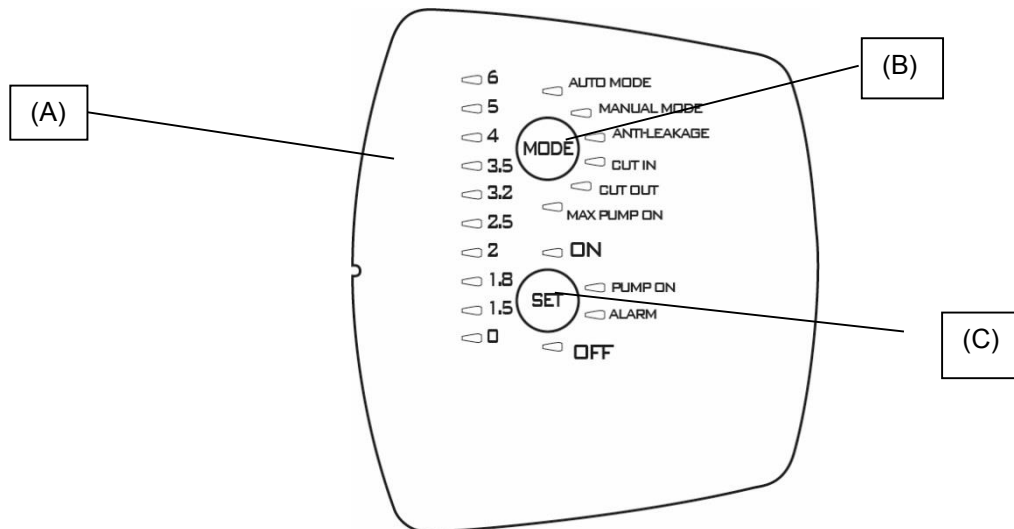 (A)
6
5
4
3.5
3.2
2.5
2
1.8
1.5
0
AUTO MODE
MANUAL MODE
ANTI-LEAKAGE
MODE
CUT IN
CUT OUT
MAX PUMP ON
ON
PUMP ON
SET
ALARM
OFF
(B)
(C)